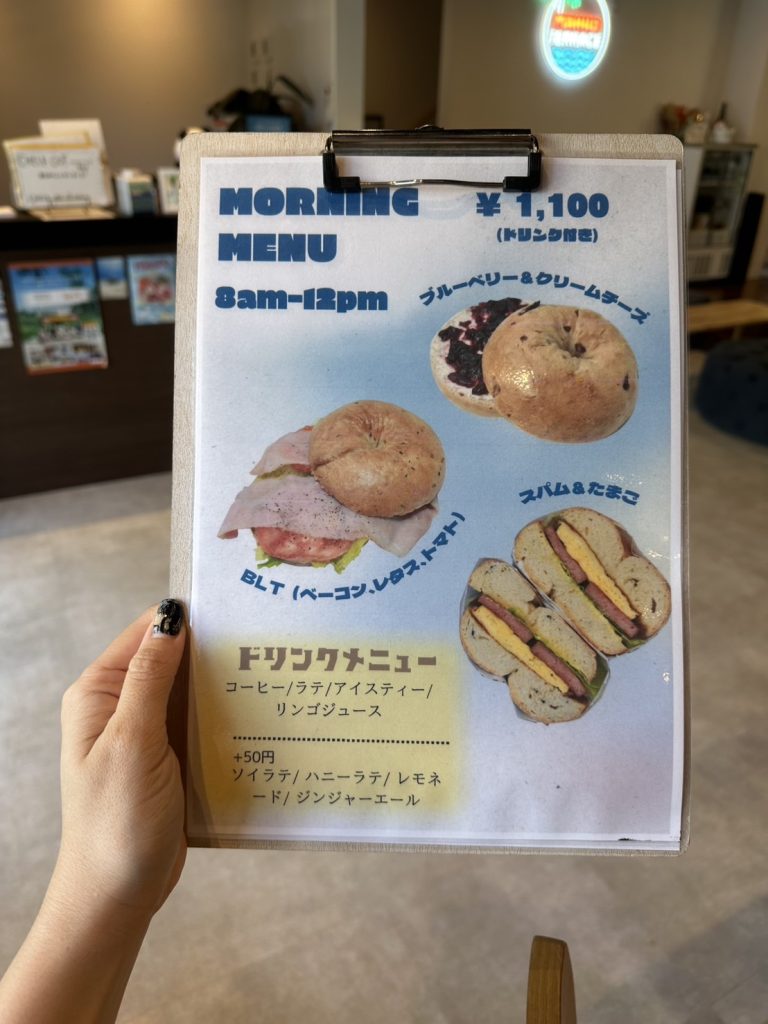 MORNING
MENU
8am-12pm
¥ 1,100
(ドリンク付き)
ブルーベリー&クリームチーズ
BLT (ベーコン、レタス、トマト)
スパム&たまご
ドリンクメニュー
コーヒー/ラテ/アイスティー/
リンゴジュース
+50円
ソイラテ/ ハニーラテ/ レモネ
ード/ ジンジャーエール